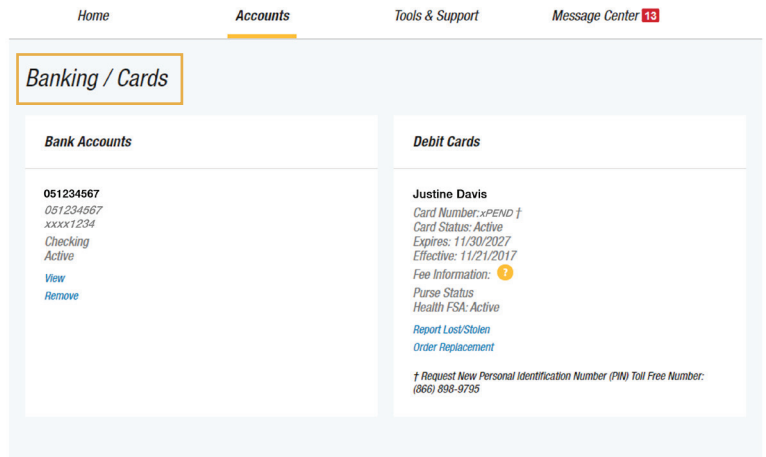 Home Accounts Tools & Support Message Center 13
Banking / Cards
Bank Accounts
051234567
051234567
xxxx1234
Checking
Active
View
Remove
Debit Cards
Justine Davis
Card Number:xPEND †
Card Status: Active
Expires: 11/30/2027
Effective: 11/21/2017
Fee Information: ?
Purse Status
Health FSA: Active
Report Lost/Stolen
Order Replacement
† Request New Personal Identification Number (PIN) Toll Free Number:
(866) 898-9795